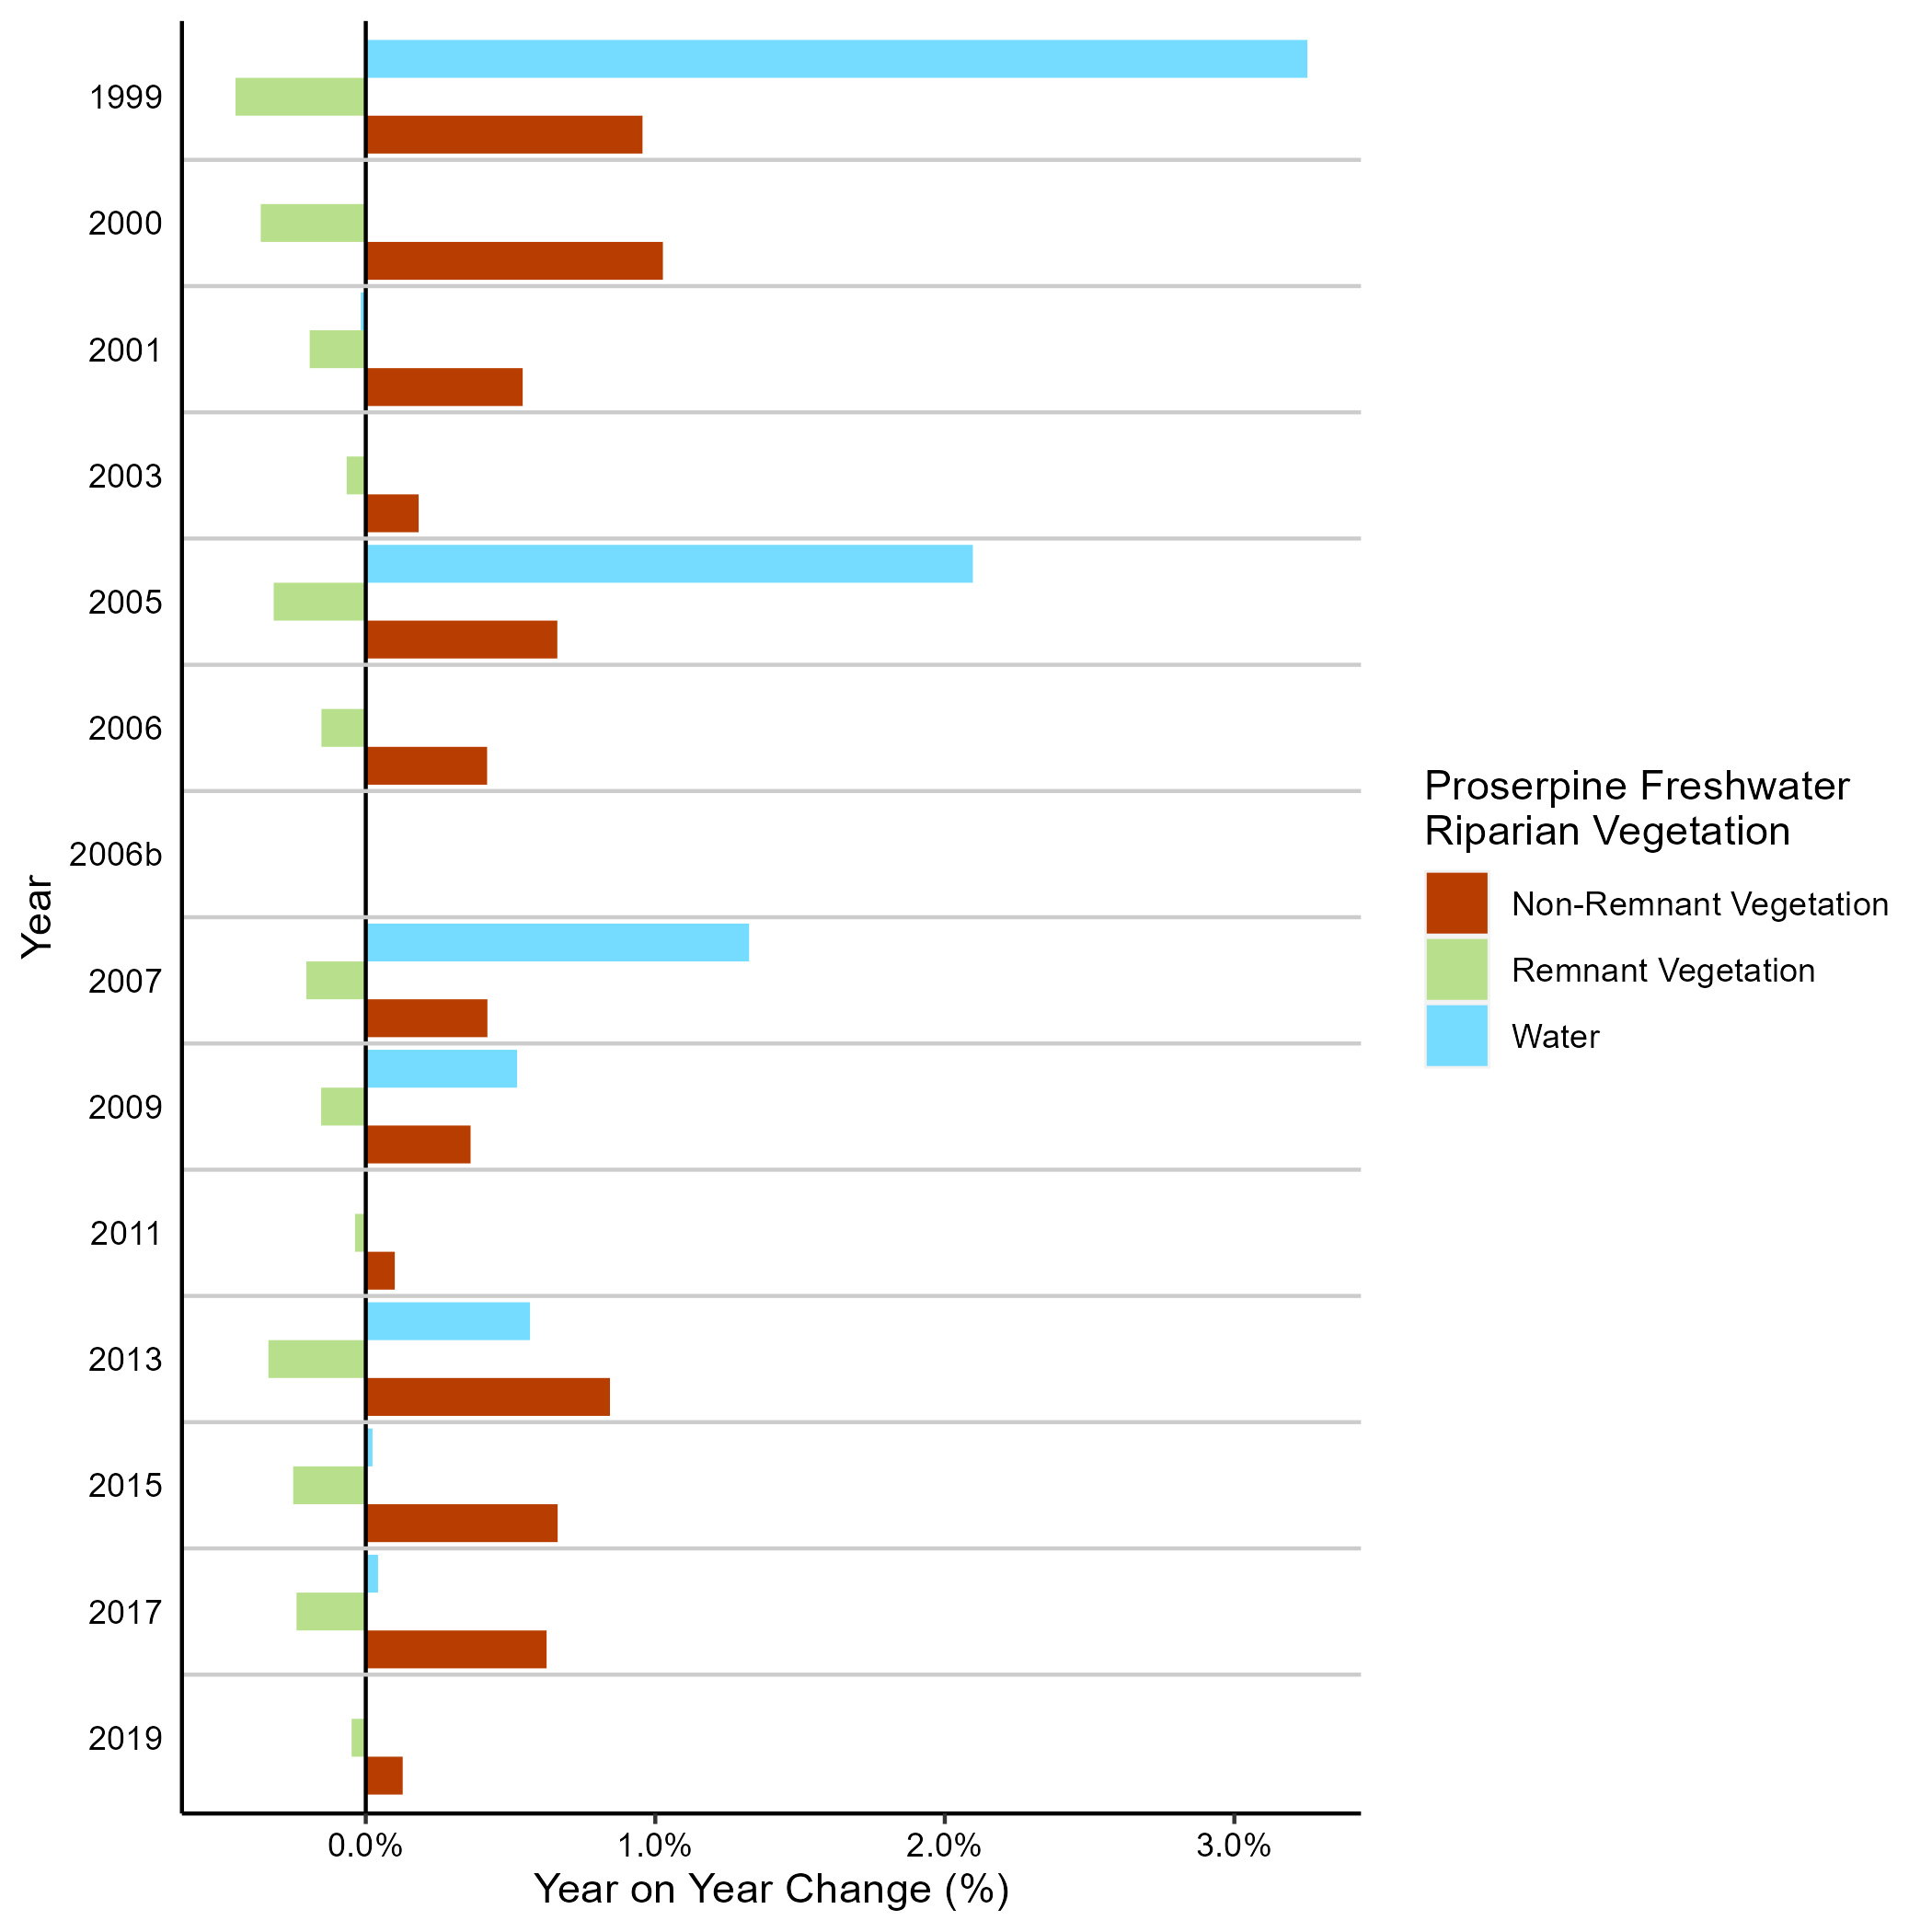 1999
2000
2001
2003
2005
2006
2006b
2007
2009
2011
2013
2015
2017
2019
Year
0.0%
1.0%
2.0%
3.0%
Year on Year Change (%)
Proserpine Freshwater
Riparian Vegetation
Non-Remnant Vegetation
Remnant Vegetation
Water